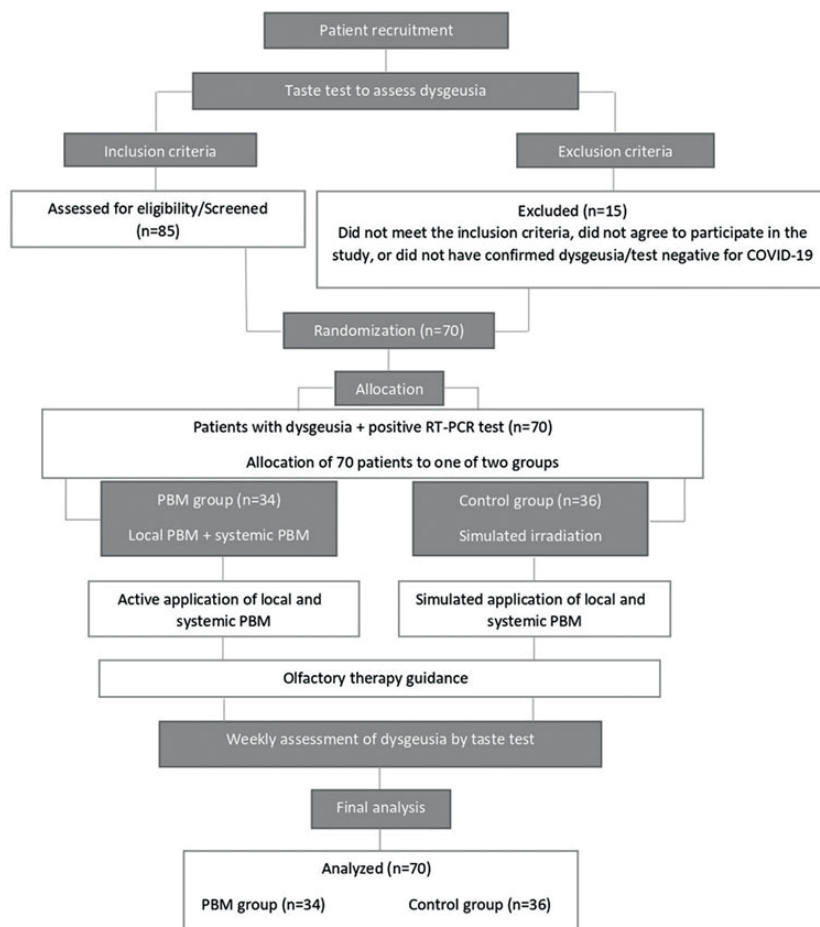 Patient recruitment
Taste test to assess dysgeusia
Inclusion criteria
Exclusion criteria
Assessed for eligibility/Screened
(n=85)
Excluded (n=15)
Did not meet the inclusion criteria, did not agree to participate in the
study, or did not have confirmed dysgeusia/test negative for COVID-19
Randomization (n=70)
Allocation
Patients with dysgeusia + positive RT-PCR test (n=70)
Allocation of 70 patients to one of two groups
PBM group (n=34)
Local PBM + systemic PBM
Control group (n=36)
Simulated irradiation
Active application of local and
systemic PBM
Simulated application of local and
systemic PBM
Olfactory therapy guidance
Weekly assessment of dysgeusia by taste test
Final analysis
Analyzed (n=70)
PBM group (n=34) Control group (n=36)